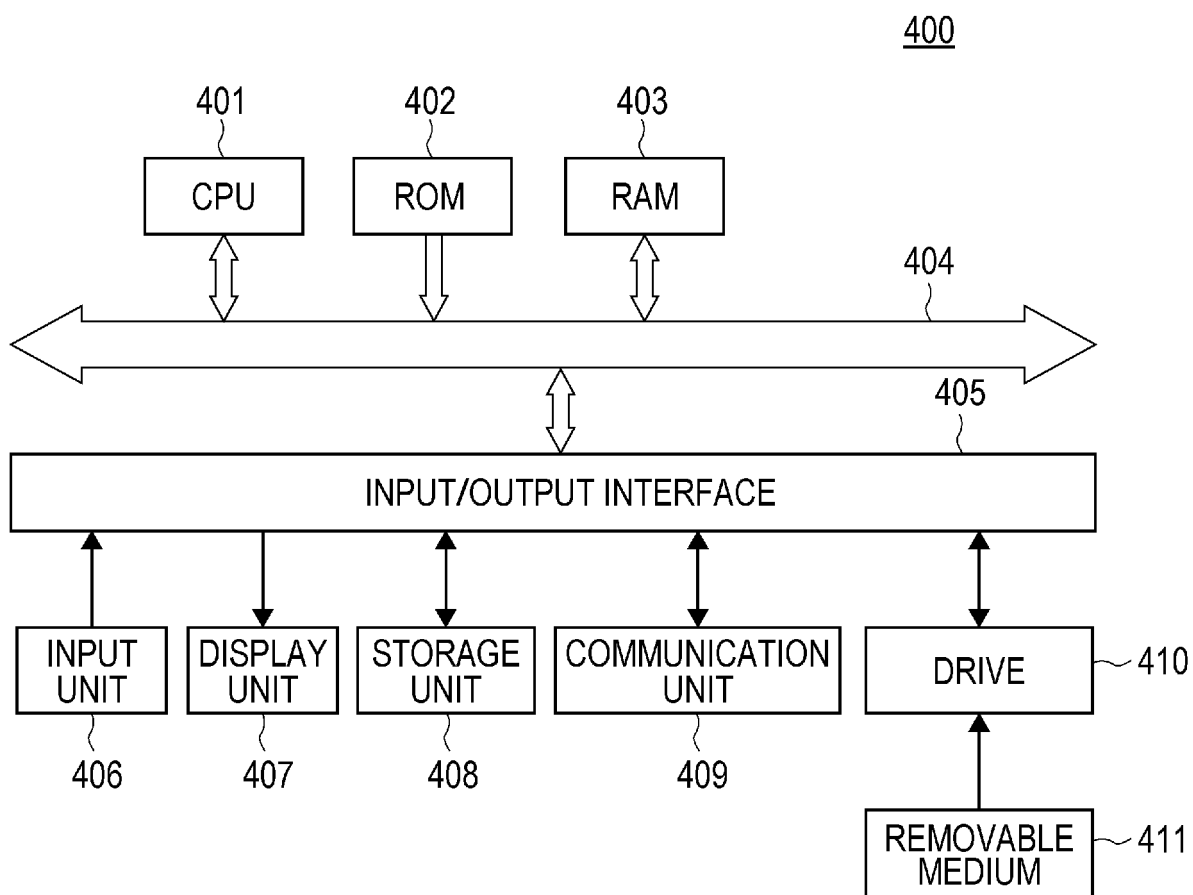 400
401
402
403
CPU
ROM
RAM
404
405
INPUT/OUTPUT INTERFACE
INPUT
UNIT
DISPLAY
UNIT
STORAGE
UNIT
COMMUNICATION
UNIT
DRIVE
410
406
407
408
409
REMOVABLE
MEDIUM
411